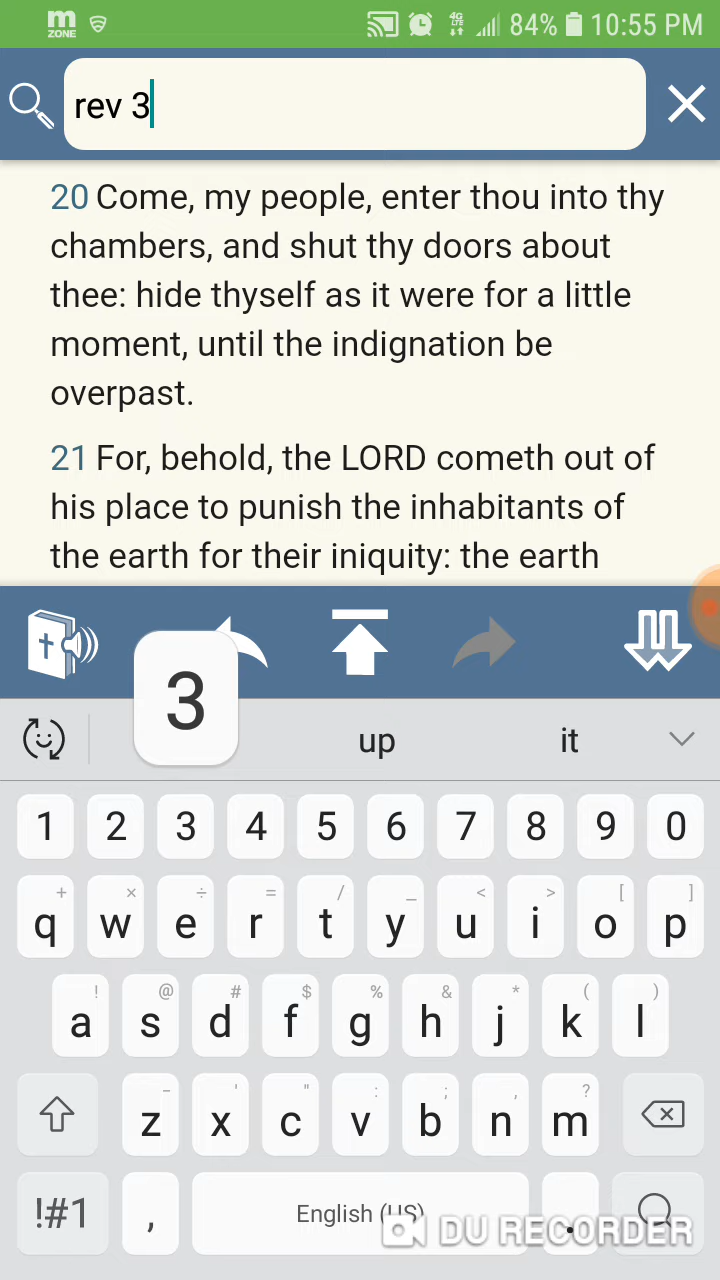 m ZONE 4G LTE 84% 10:55 PM
rev 3
20 Come, my people, enter thou into thy
chambers, and shut thy doors about
thee: hide thyself as it were for a little
moment, until the indignation be
overpast.
21 For, behold, the LORD cometh out of
his place to punish the inhabitants of
the earth for their iniquity: the earth
3 up it
1 2 3 4 5 6 7 8 9 0
+ × ÷ = / _ < > [ ]
q w e r t y u i o p
! @ # $ % & * ( )
a s d f g h j k l
- ' " : ; , ?
z x c v b n m
!#1 , English (US) .
DU RECORDER